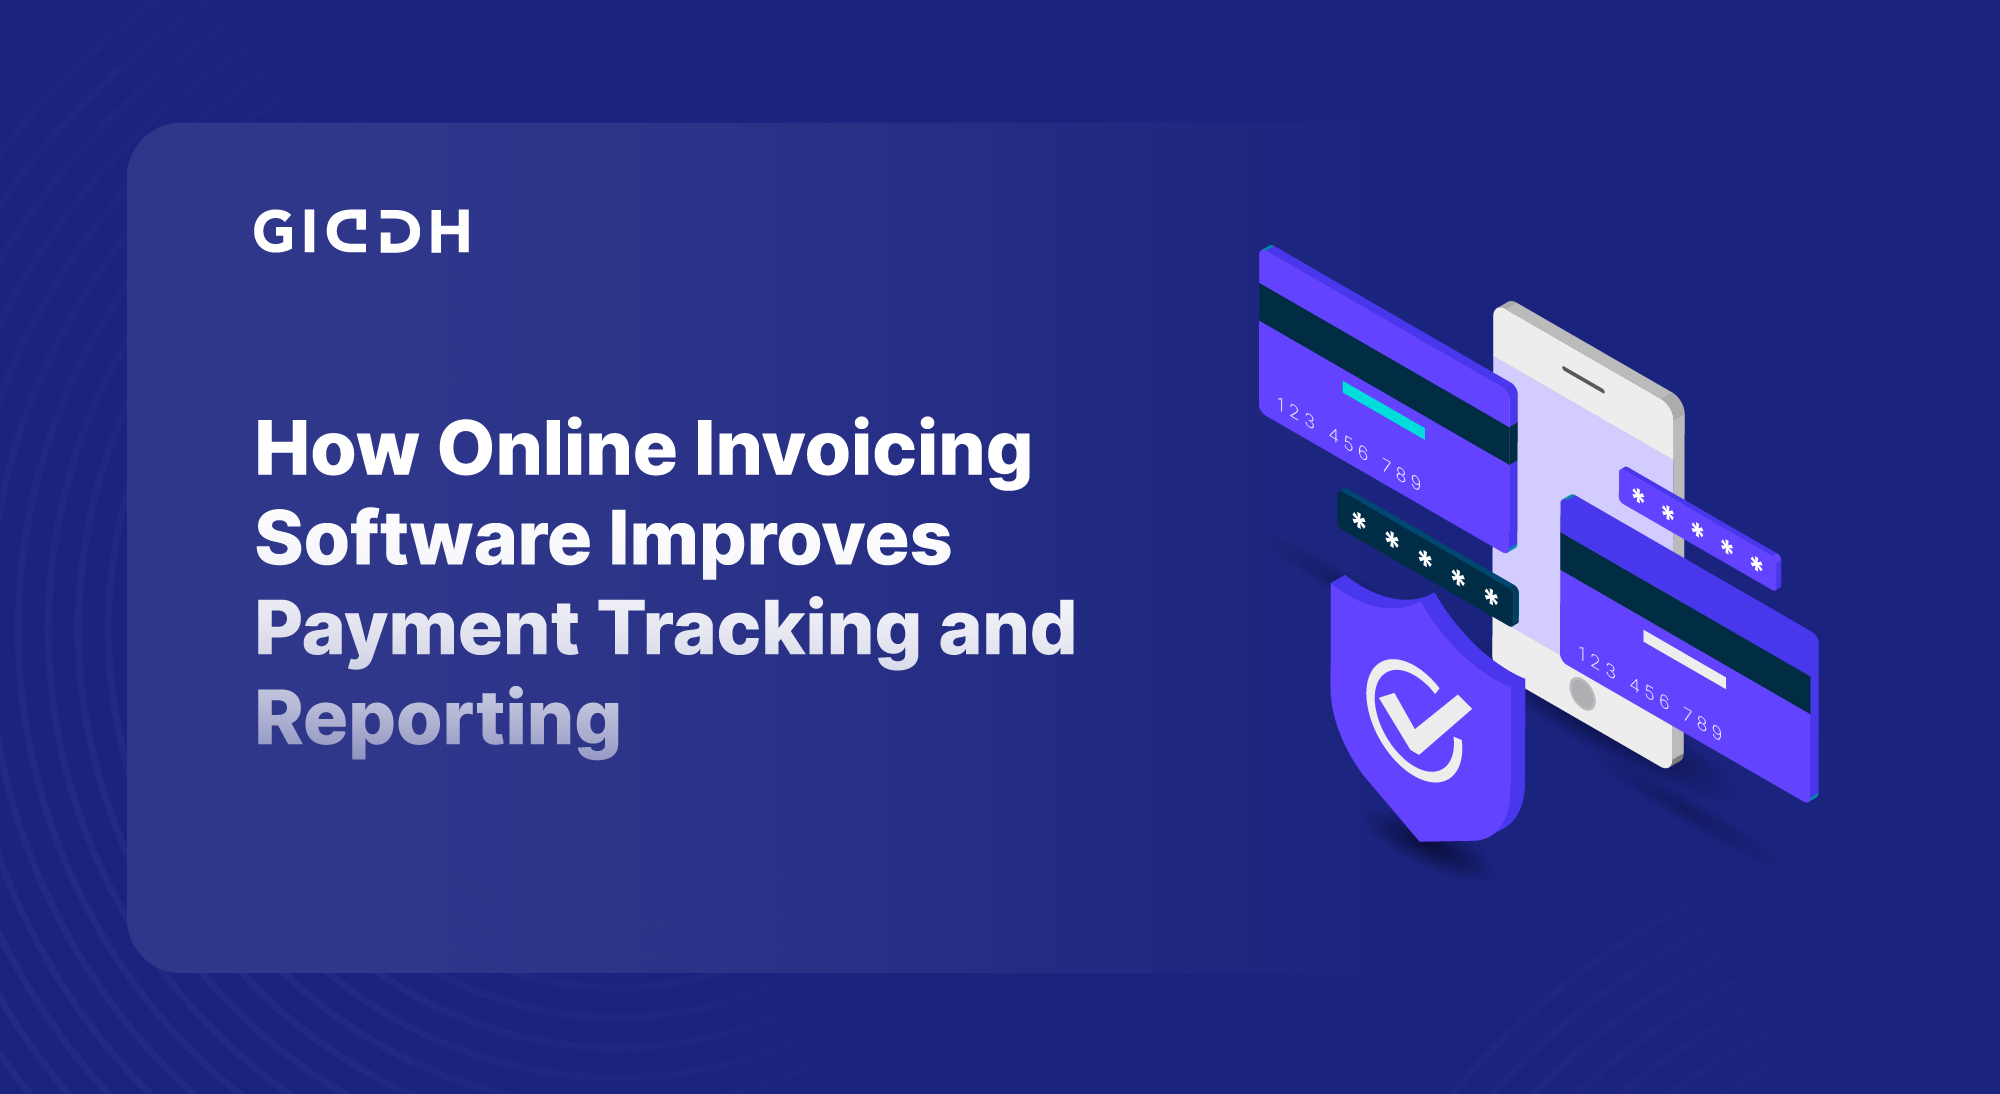 GIDDH
How Online Invoicing
Software Improves
Payment Tracking and
Reporting
123 456 789
* * * * *
* * * * *
123 456 789